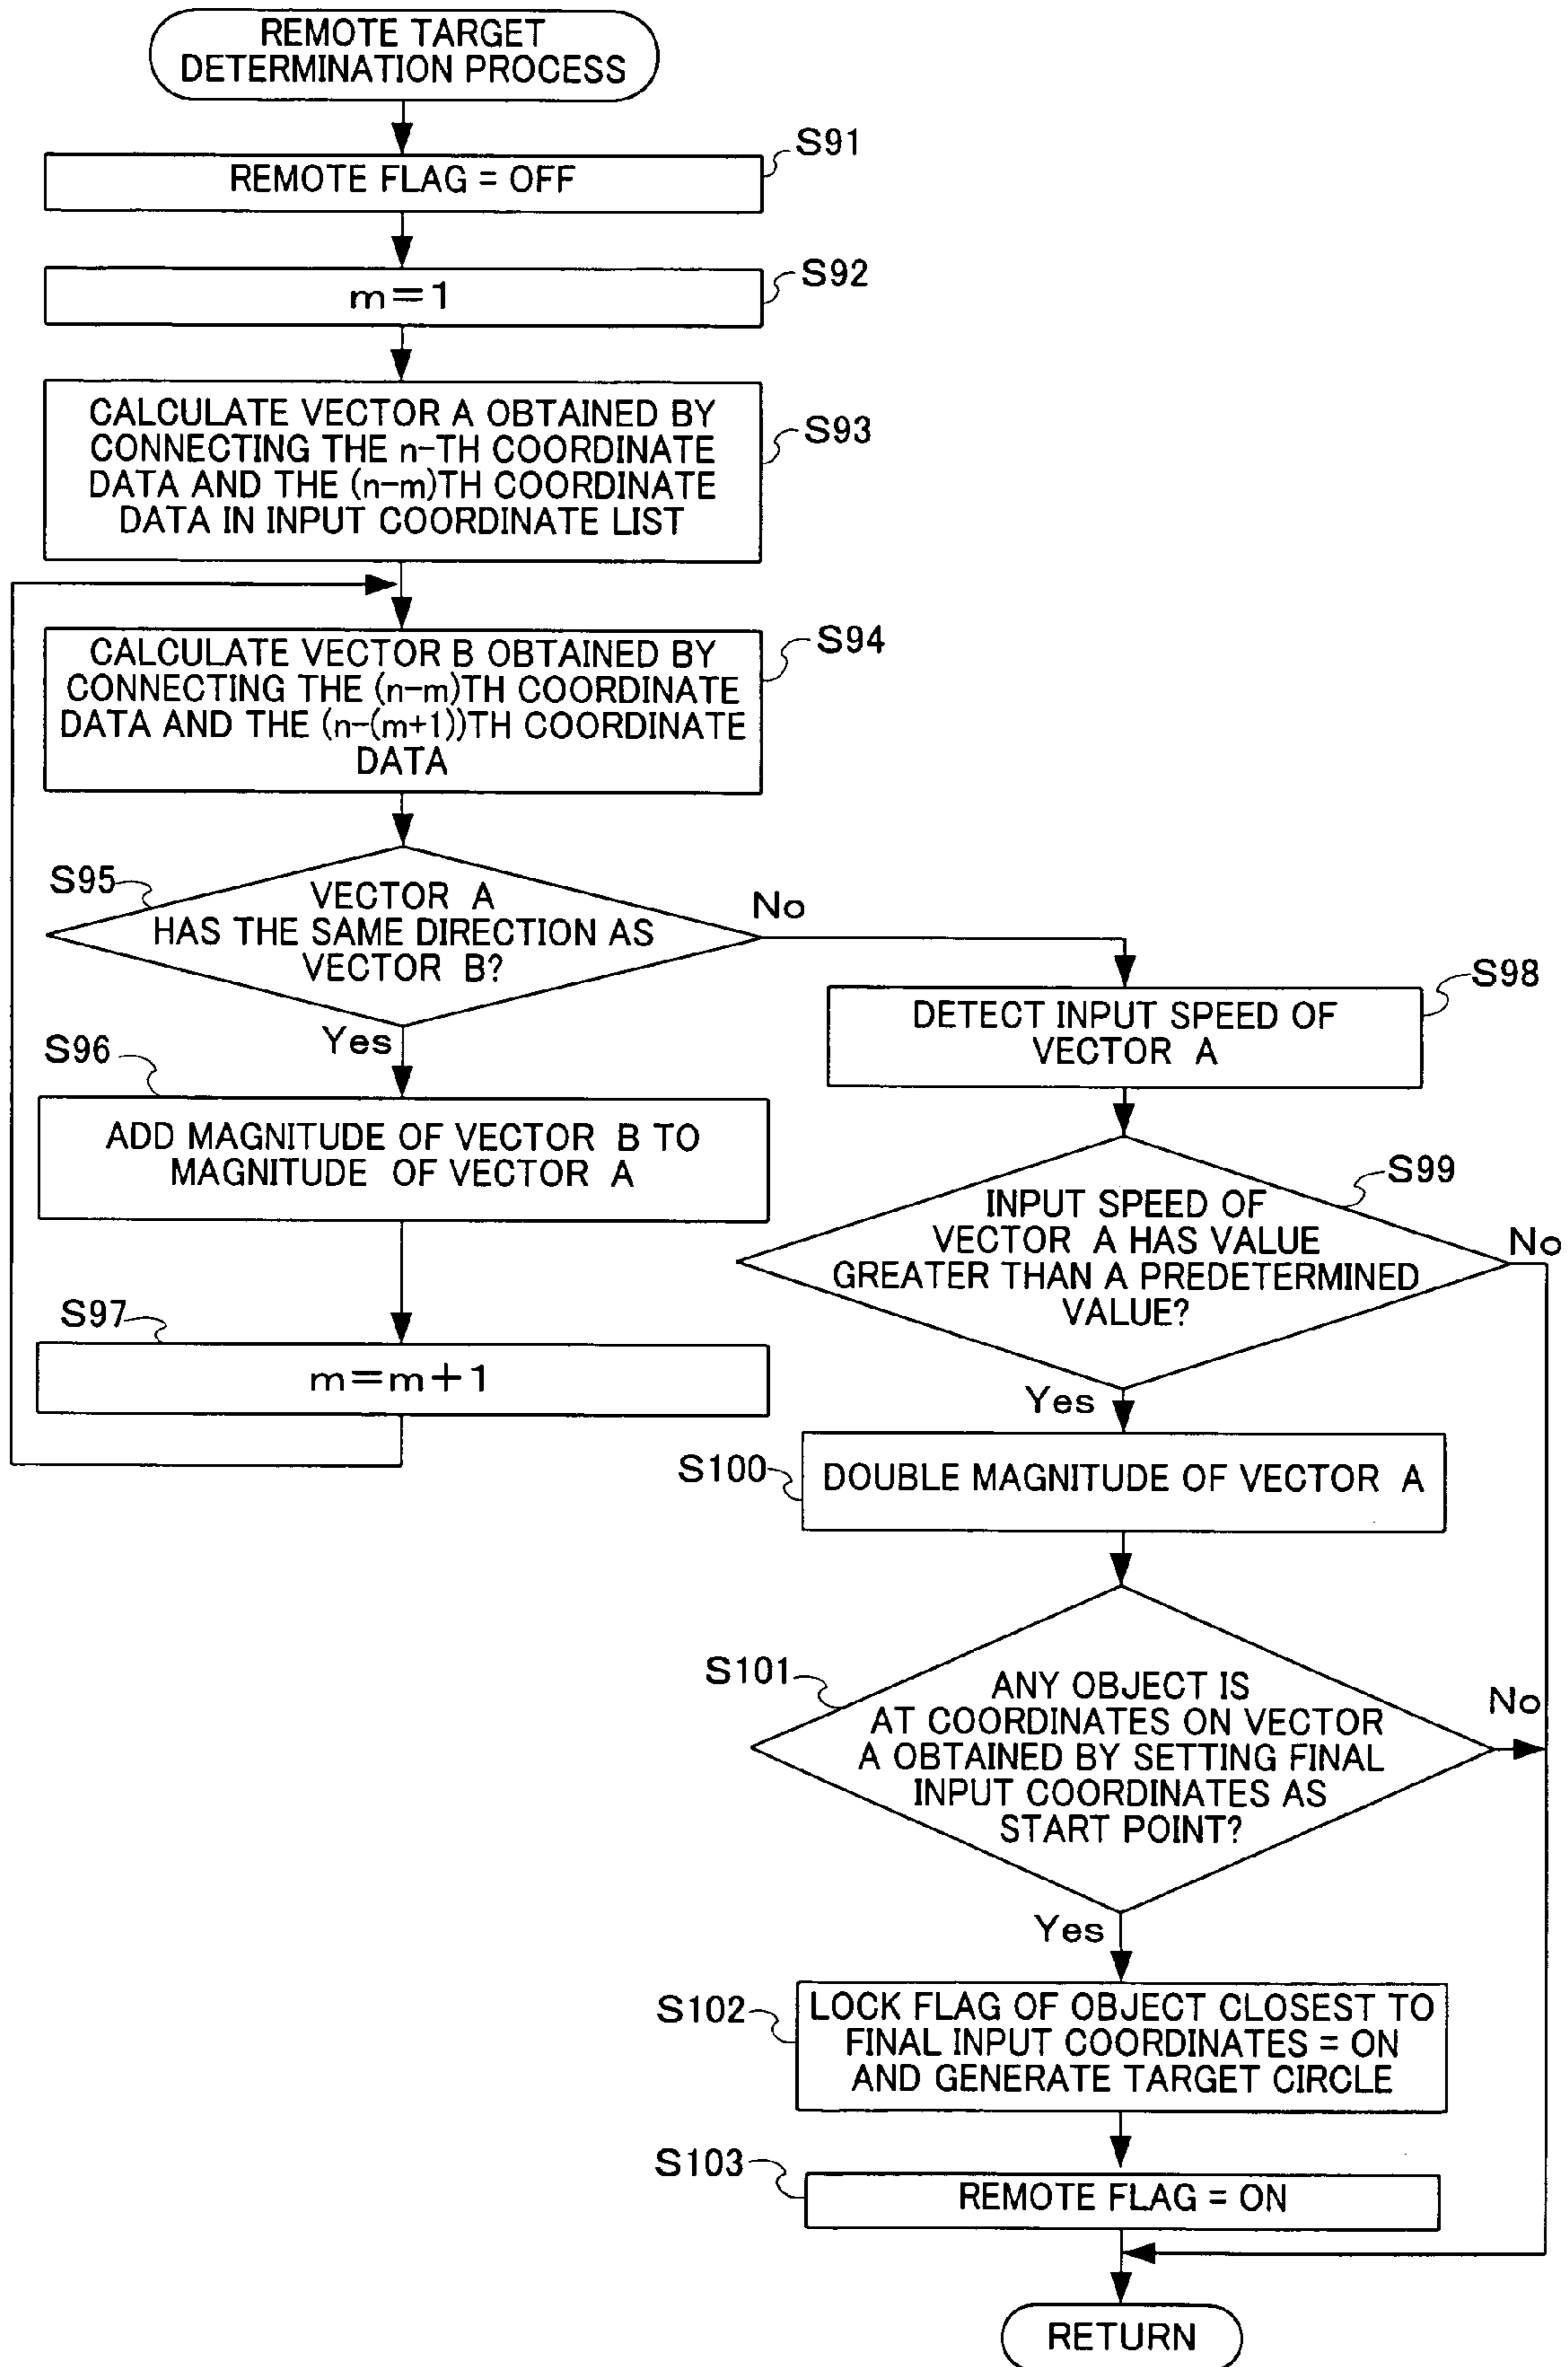 REMOTE TARGET
DETERMINATION PROCESS
S91
REMOTE FLAG = OFF
S92
m=1
S93
CALCULATE VECTOR A OBTAINED BY
CONNECTING THE n-TH COORDINATE
DATA AND THE (n-m)TH COORDINATE
DATA IN INPUT COORDINATE LIST
S94
CALCULATE VECTOR B OBTAINED BY
CONNECTING THE (n-m)TH COORDINATE
DATA AND THE (n-(m+1))TH COORDINATE
DATA
S95
VECTOR A
HAS THE SAME DIRECTION AS
VECTOR B?
No
Yes
S96
ADD MAGNITUDE OF VECTOR B TO
MAGNITUDE OF VECTOR A
S97
m=m+1
S98
DETECT INPUT SPEED OF
VECTOR A
S99
INPUT SPEED OF
VECTOR A HAS VALUE
GREATER THAN A PREDETERMINED
VALUE?
No
Yes
S100
DOUBLE MAGNITUDE OF VECTOR A
S101
ANY OBJECT IS
AT COORDINATES ON VECTOR
A OBTAINED BY SETTING FINAL
INPUT COORDINATES AS
START POINT?
No
Yes
S102
LOCK FLAG OF OBJECT CLOSEST TO
FINAL INPUT COORDINATES = ON
AND GENERATE TARGET CIRCLE
S103
REMOTE FLAG = ON
RETURN